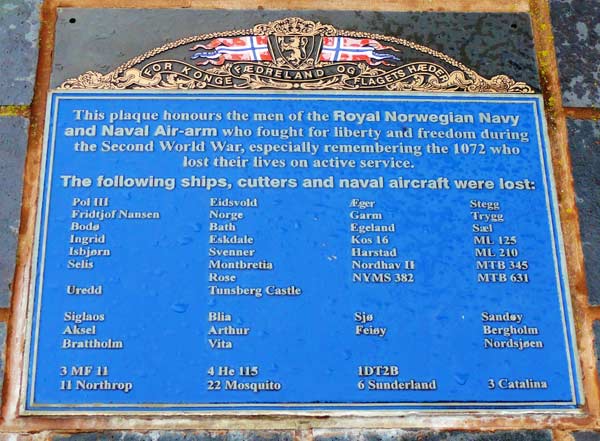 FOR KONGE FÆDRELAND OG FLAGETS HÆDER
This plaque honours the men of the Royal Norwegian Navy
and Naval Air-arm who fought for liberty and freedom during
the Second World War, especially remembering the 1072 who
lost their lives on active service.
The following ships, cutters and naval aircraft were lost:
Pol III Eidsvold Æger Stegg
Fridtjof Nansen Norge Garm Trygg
Bodø Bath Egeland Sæl
Ingrid Eskdale Kos 16 ML 125
Isbjørn Svenner Harstad ML 210
Selis Montbretia Nordhav II MTB 345
Rose NYMS 382 MTB 631
Uredd Tunsberg Castle
Siglaos Blia Sjø Sandøy
Aksel Arthur Feiøy Bergholm
Brattholm Vita Nordsjøen
3 MF 11 4 He 115 1DT2B
11 Northrop 22 Mosquito 6 Sunderland 3 Catalina